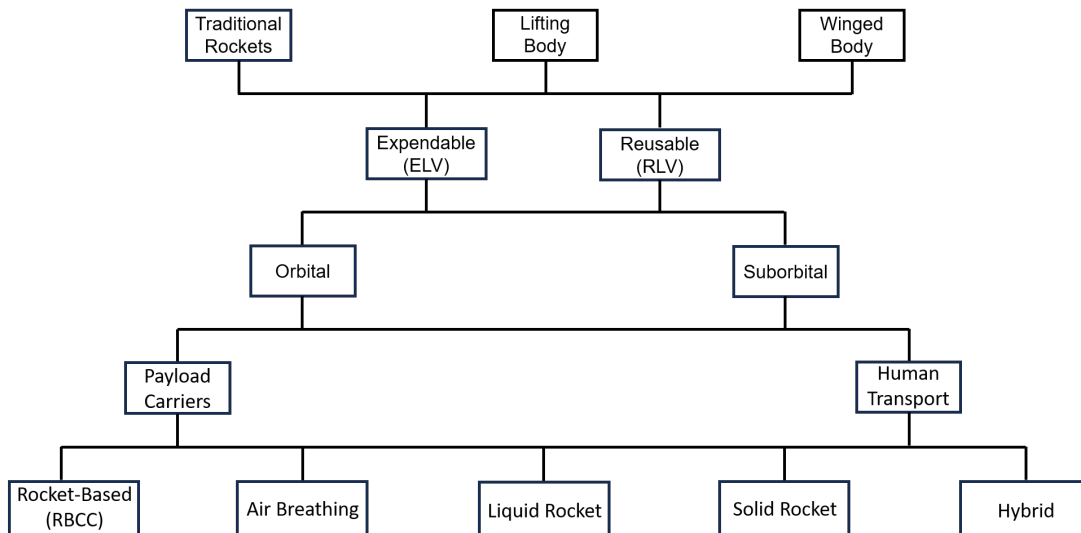 Traditional
Rockets
Lifting
Body
Winged
Body
Expendable
(ELV)
Reusable
(RLV)
Orbital
Suborbital
Payload
Carriers
Human
Transport
Rocket-Based
(RBCC)
Air Breathing
Liquid Rocket
Solid Rocket
Hybrid